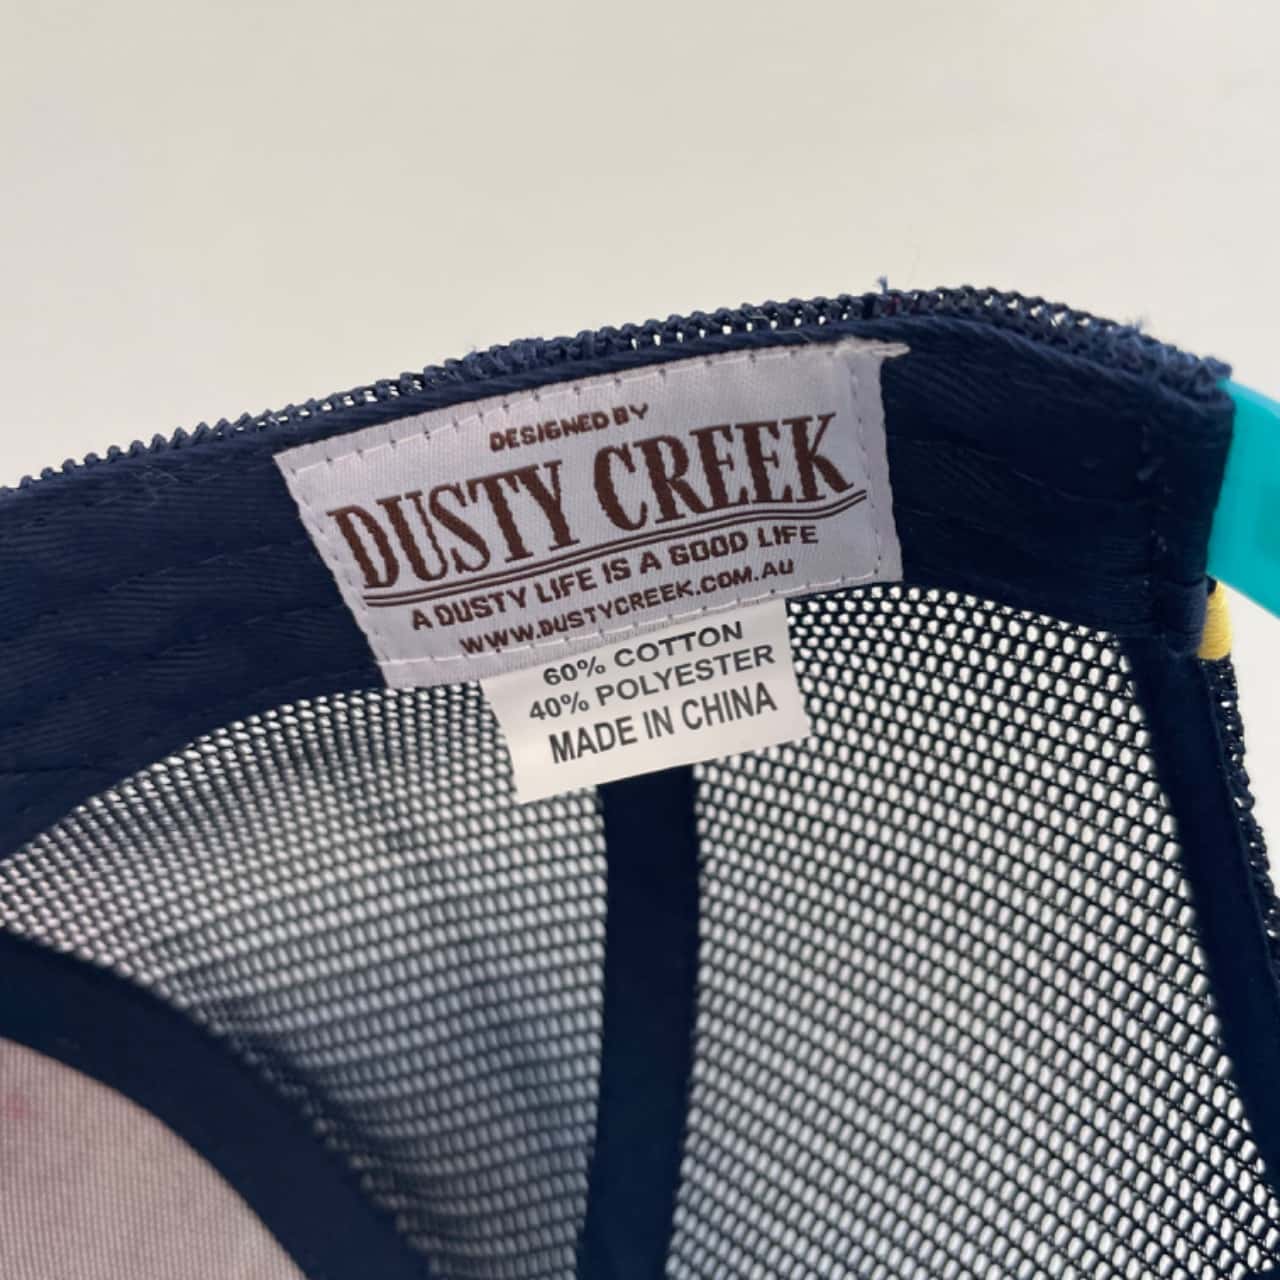 DESIGNED BY
DUSTY CREEK
A DUSTY LIFE IS A GOOD LIFE
WWW.DUSTYCREEK.COM.AU
60% COTTON
40% POLYESTER
MADE IN CHINA